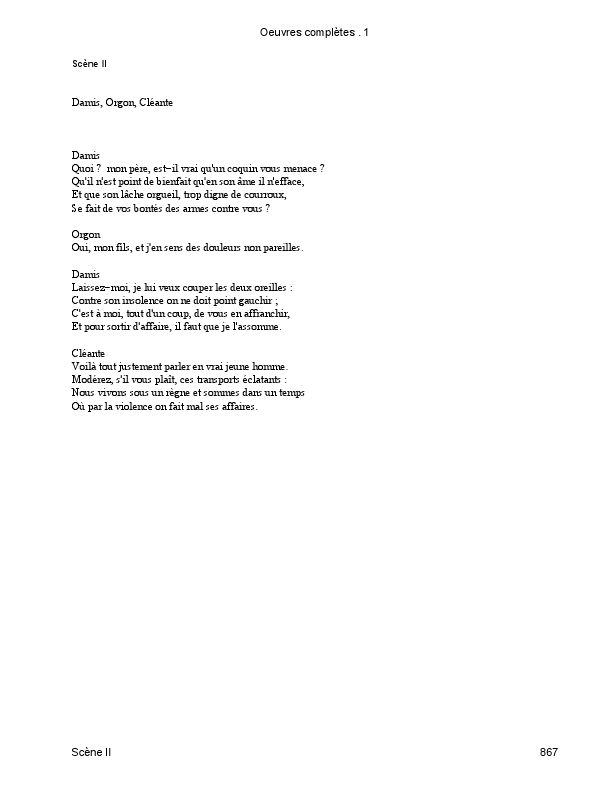 Oeuvres complètes . 1
Scène II
Damis, Orgon, Cléante
Damis
Quoi ?  mon père, est−il vrai qu'un coquin vous menace ?
Qu'il n'est point de bienfait qu'en son âme il n'efface,
Et que son lâche orgueil, trop digne de courroux,
Se fait de vos bontés des armes contre vous ?
Orgon
Oui, mon fils, et j'en sens des douleurs non pareilles.
Damis
Laissez−moi, je lui veux couper les deux oreilles :
Contre son insolence on ne doit point gauchir ;
C'est à moi, tout d'un coup, de vous en affranchir,
Et pour sortir d'affaire, il faut que je l'assomme.
Cléante
Voilà tout justement parler en vrai jeune homme.
Modérez, s'il vous plaît, ces transports éclatants :
Nous vivons sous un règne et sommes dans un temps
Où par la violence on fait mal ses affaires.
Scène II
867